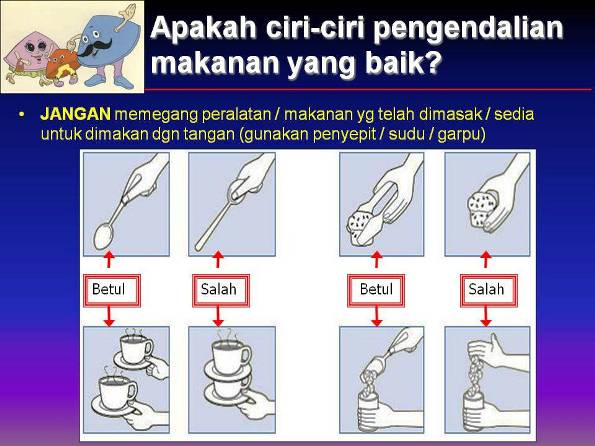 Apakah ciri-ciri pengendalian
makanan yang baik?
• JANGAN memegang peralatan / makanan yg telah dimasak / sedia
untuk dimakan dgn tangan (gunakan penyepit / sudu / garpu)
Betul Salah Betul Salah